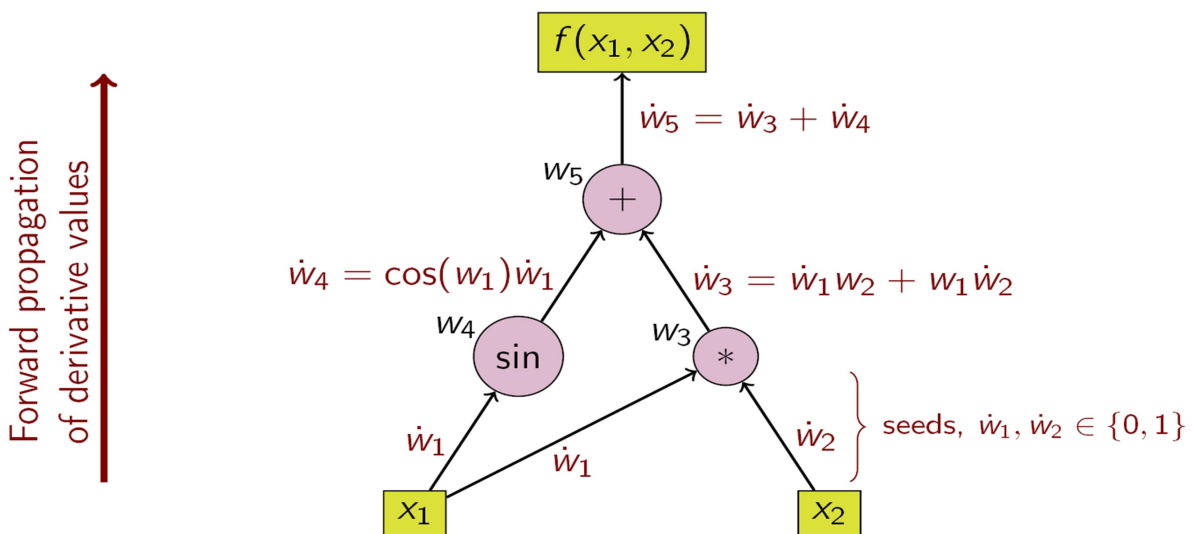 f(x₁, x₂)
ẇ₅ = ẇ₃ + ẇ₄
w₅
+
Forward propagation
of derivative values
ẇ₄ = cos(w₁)ẇ₁
ẇ₃ = ẇ₁w₂ + w₁ẇ₂
w₄
sin
w₃
*
ẇ₁
ẇ₁
ẇ₂
seeds, ẇ₁, ẇ₂ ∈ {0, 1}
x₁
x₂